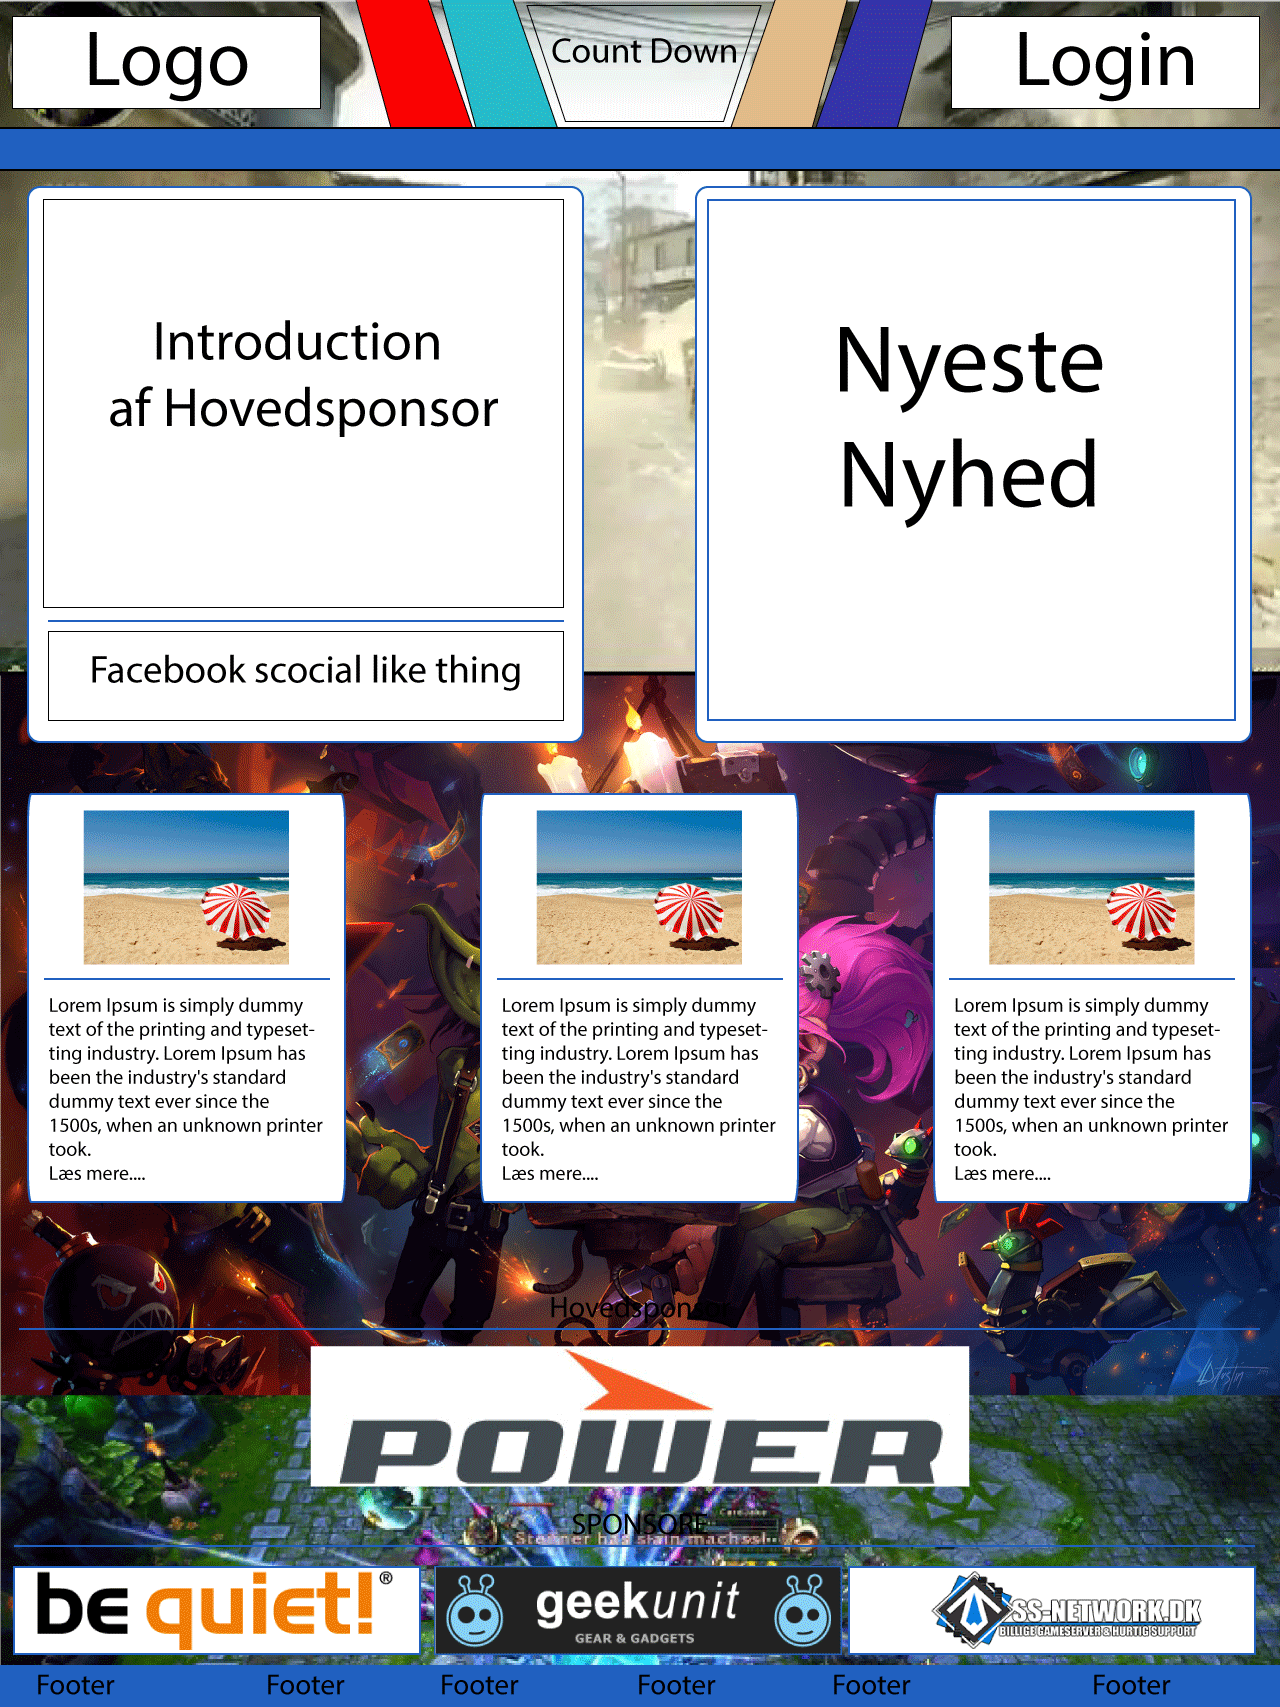 Logo
Count Down
Login
Introduction
af Hovedsponsor
Nyeste
Nyhed
Facebook scocial like thing
Lorem Ipsum is simply dummy
text of the printing and typeset-
ting industry. Lorem Ipsum has
been the industry's standard
dummy text ever since the
1500s, when an unknown printer
took.
Læs mere....
Lorem Ipsum is simply dummy
text of the printing and typeset-
ting industry. Lorem Ipsum has
been the industry's standard
dummy text ever since the
1500s, when an unknown printer
took.
Læs mere....
Lorem Ipsum is simply dummy
text of the printing and typeset-
ting industry. Lorem Ipsum has
been the industry's standard
dummy text ever since the
1500s, when an unknown printer
took.
Læs mere....
Hovedsponsor
POWER
SPONSORE
be quiet!®
geekunit
GEAR & GADGETS
SS-NETWORK.DK
BILLIGE GAMESERVER & HURTIG SUPPORT
Footer
Footer
Footer
Footer
Footer
Footer